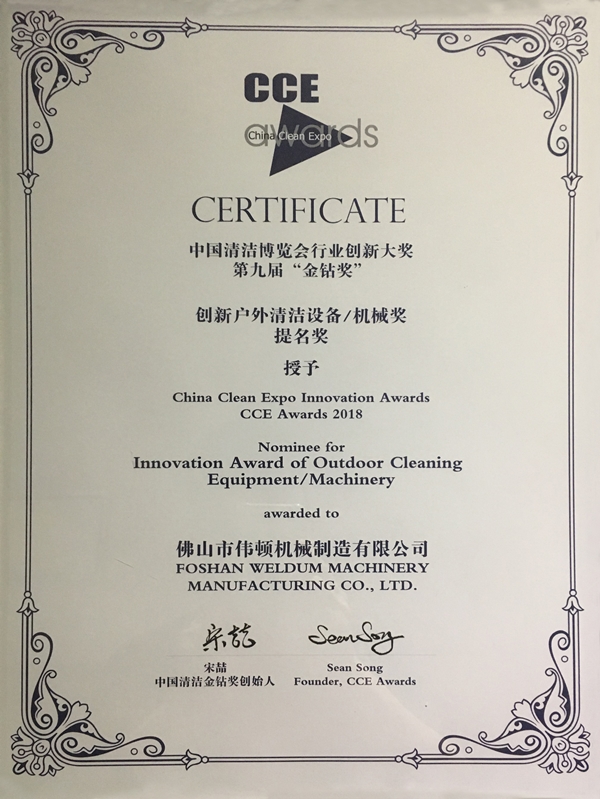 CCE
awards
China Clean Expo
CERTIFICATE
中国清洁博览会行业创新大奖
第九届“金钻奖”
创新户外清洁设备/机械奖
提名奖
授予
China Clean Expo Innovation Awards
CCE Awards 2018
Nominee for
Innovation Award of Outdoor Cleaning
Equipment/Machinery
awarded to
佛山市伟顿机械制造有限公司
FOSHAN WELDUM MACHINERY
MANUFACTURING CO., LTD.
宋喆 Sean Song
宋喆 Sean Song
中国清洁金钻奖创始人 Founder, CCE Awards